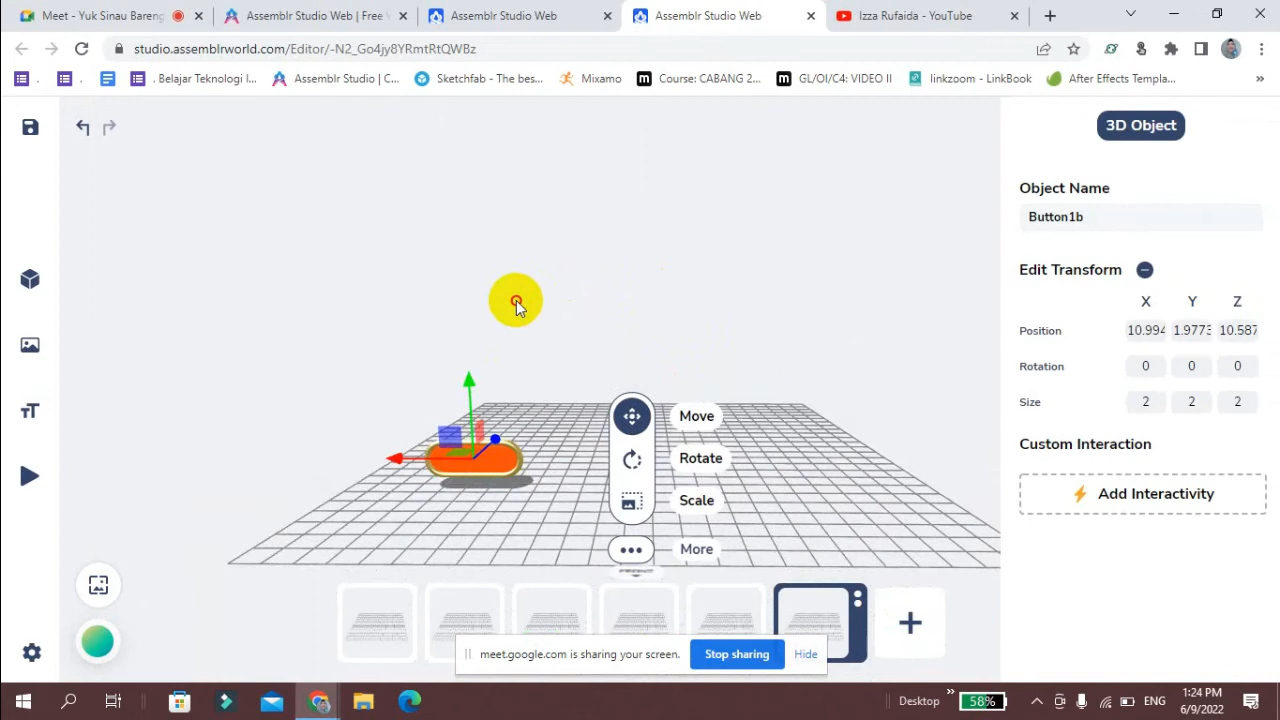 Meet - Yuk Sinau Bareng
Assemblr Studio Web | Free
Assemblr Studio Web
Assemblr Studio Web
Izza Rufaida - YouTube
studio.assemblrworld.com/Editor/-N2_Go4jy8YRmtRtQWBz
. Belajar Teknologi I...
Assemblr Studio | C...
Sketchfab - The bes...
Mixamo
Course: CABANG 2...
GL/OI/C4: VIDEO II
linkzoom — LinkBook
After Effects Templa...
3D Object
Object Name
Button1b
Edit Transform
X Y Z
Position 10.994 1.9773 10.587
Rotation 0 0 0
Size 2 2 2
Custom Interaction
Add Interactivity
Move
Rotate
Scale
More
meet.google.com is sharing your screen.
Stop sharing
Hide
Desktop
58%
ENG
1:24 PM
6/9/2022